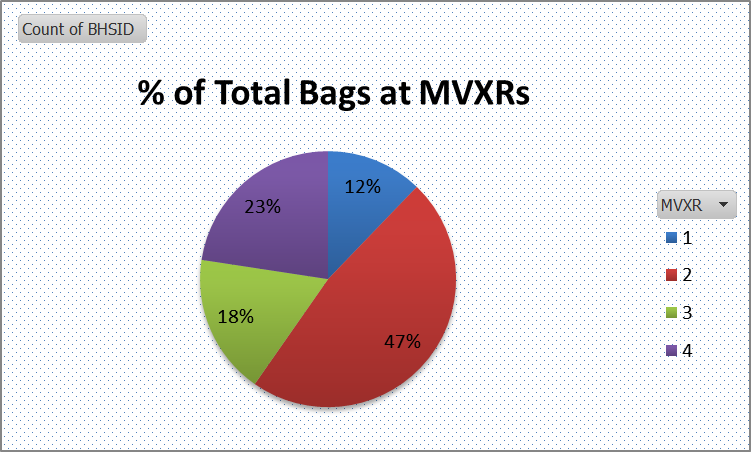 Count of BHSID
% of Total Bags at MVXRs
12%
23%
18%
47%
MVXR
1
2
3
4